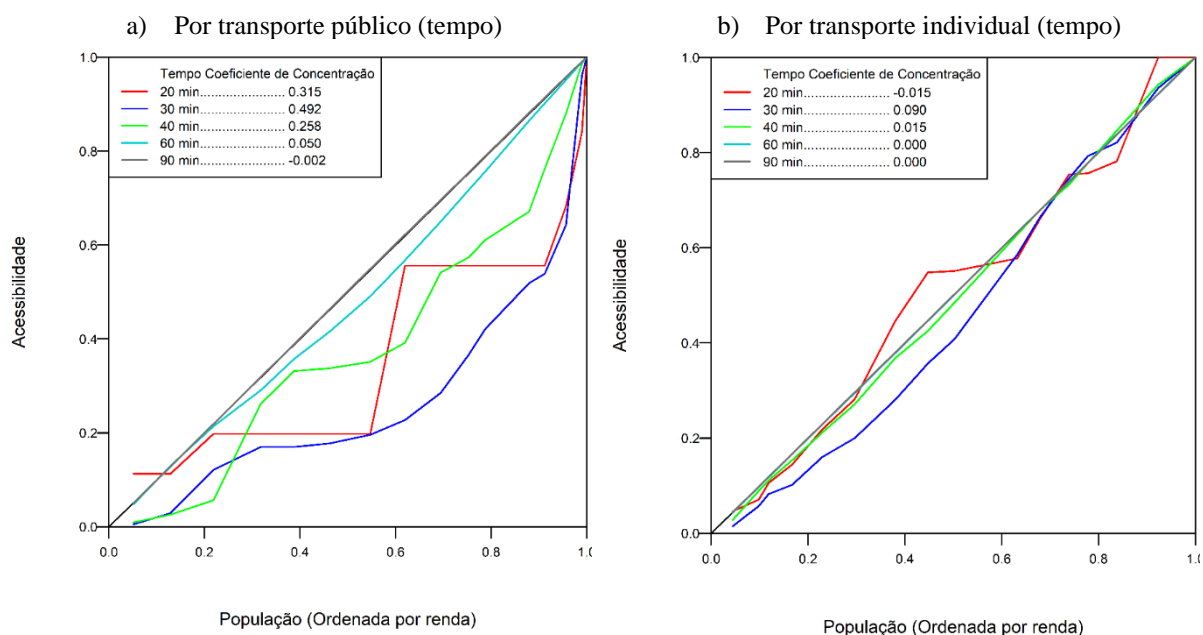 a) Por transporte público (tempo)
Tempo Coeficiente de Concentração
20 min............................ 0.315
30 min............................ 0.492
40 min............................ 0.258
60 min............................ 0.050
90 min............................ -0.002
1.0
0.8
0.6
0.4
0.2
0.0
Acessibilidade
0.0 0.2 0.4 0.6 0.8 1.0
População (Ordenada por renda)
b) Por transporte individual (tempo)
Tempo Coeficiente de Concentração
20 min............................ -0.015
30 min............................ 0.090
40 min............................ 0.015
60 min............................ 0.000
90 min............................ 0.000
1.0
0.8
0.6
0.4
0.2
0.0
Acessibilidade
0.0 0.2 0.4 0.6 0.8 1.0
População (Ordenada por renda)